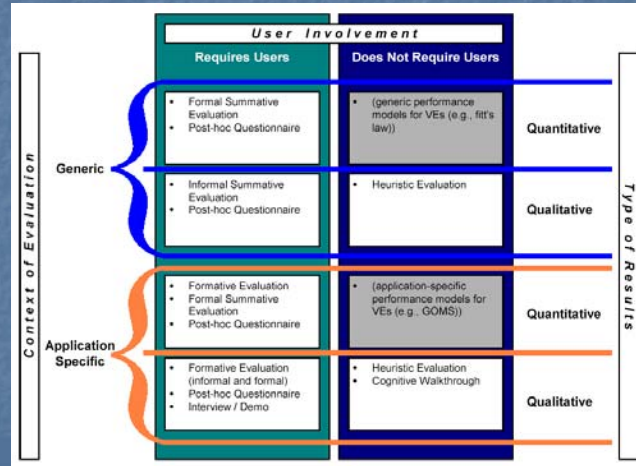 User Involvement
Requires Users
Does Not Require Users
Context of Evaluation
Type of Results
Generic
• Formal Summative
Evaluation
• Post-hoc Questionnaire
• (generic performance
models for VEs (e.g., fitt's
law))
Quantitative
• Informal Summative
Evaluation
• Post-hoc Questionnaire
• Heuristic Evaluation
Qualitative
Application
Specific
• Formative Evaluation
• Formal Summative
Evaluation
• Post-hoc Questionnaire
• (application-specific
performance models for
VEs (e.g., GOMS))
Quantitative
• Formative Evaluation
(informal and formal)
• Post-hoc Questionnaire
• Interview / Demo
• Heuristic Evaluation
• Cognitive Walkthrough
Qualitative